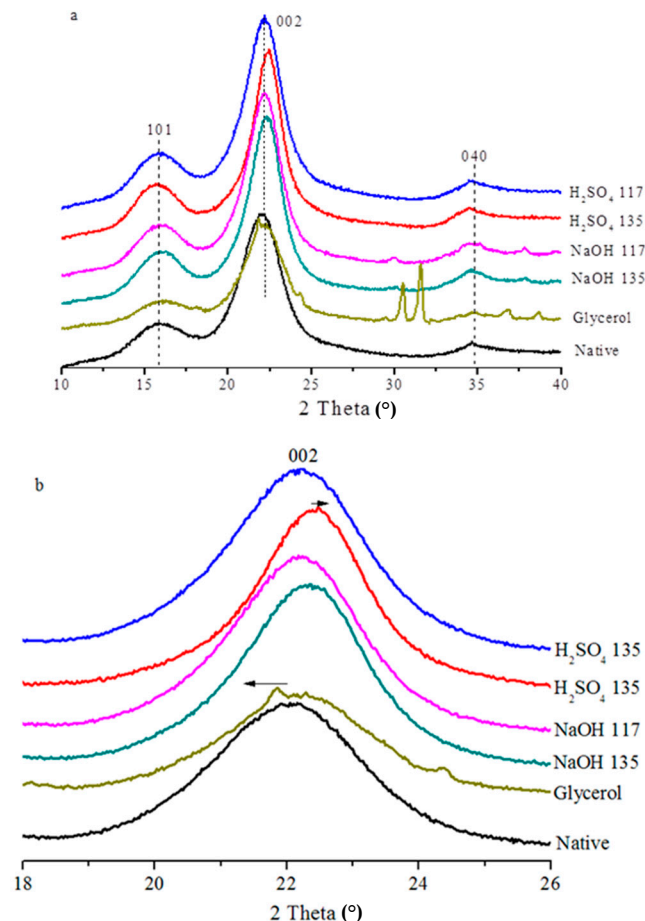 a
002
101
040
H₂SO₄ 117
H₂SO₄ 135
NaOH 117
NaOH 135
Glycerol
Native
10 15 20 25 30 35 40
2 Theta (°)
002
b
H₂SO₄ 135
H₂SO₄ 135
NaOH 117
NaOH 135
Glycerol
Native
18 20 22 24 26
2 Theta (°)